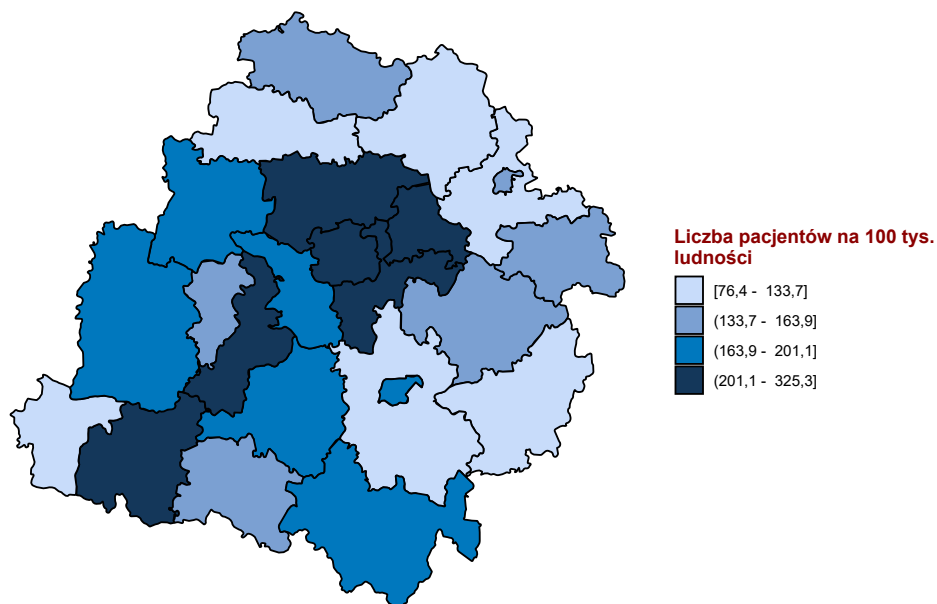 Liczba pacjentów na 100 tys.
ludności
[76,4 - 133,7]
(133,7 - 163,9]
(163,9 - 201,1]
(201,1 - 325,3]